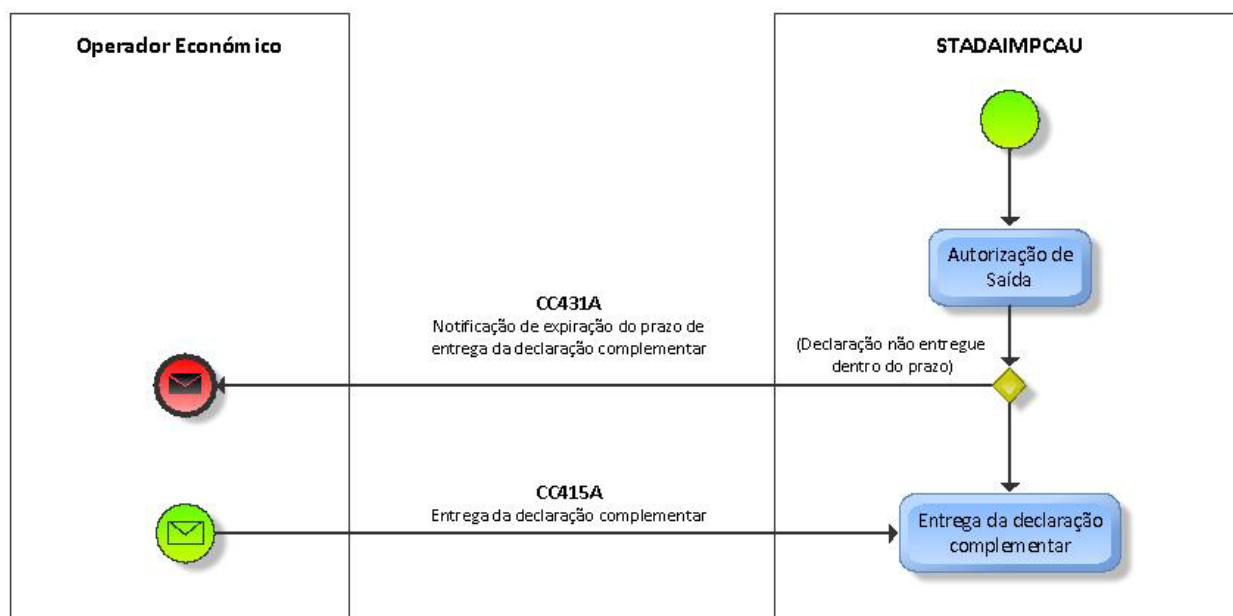 Operador Económico
STADAIMPCAU
Autorização de
Saída
CC431A
Notificação de expiração do prazo de
entrega da declaração complementar
(Declaração não entregue
dentro do prazo)
CC415A
Entrega da declaração complementar
Entrega da declaração
complementar